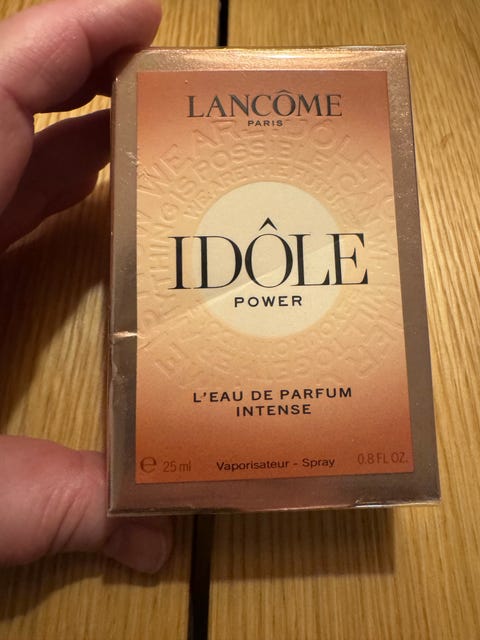 LANCÔME
PARIS
IDÔLE
POWER
L'EAU DE PARFUM
INTENSE
e 25 ml Vaporisateur - Spray 0.8 FL OZ.